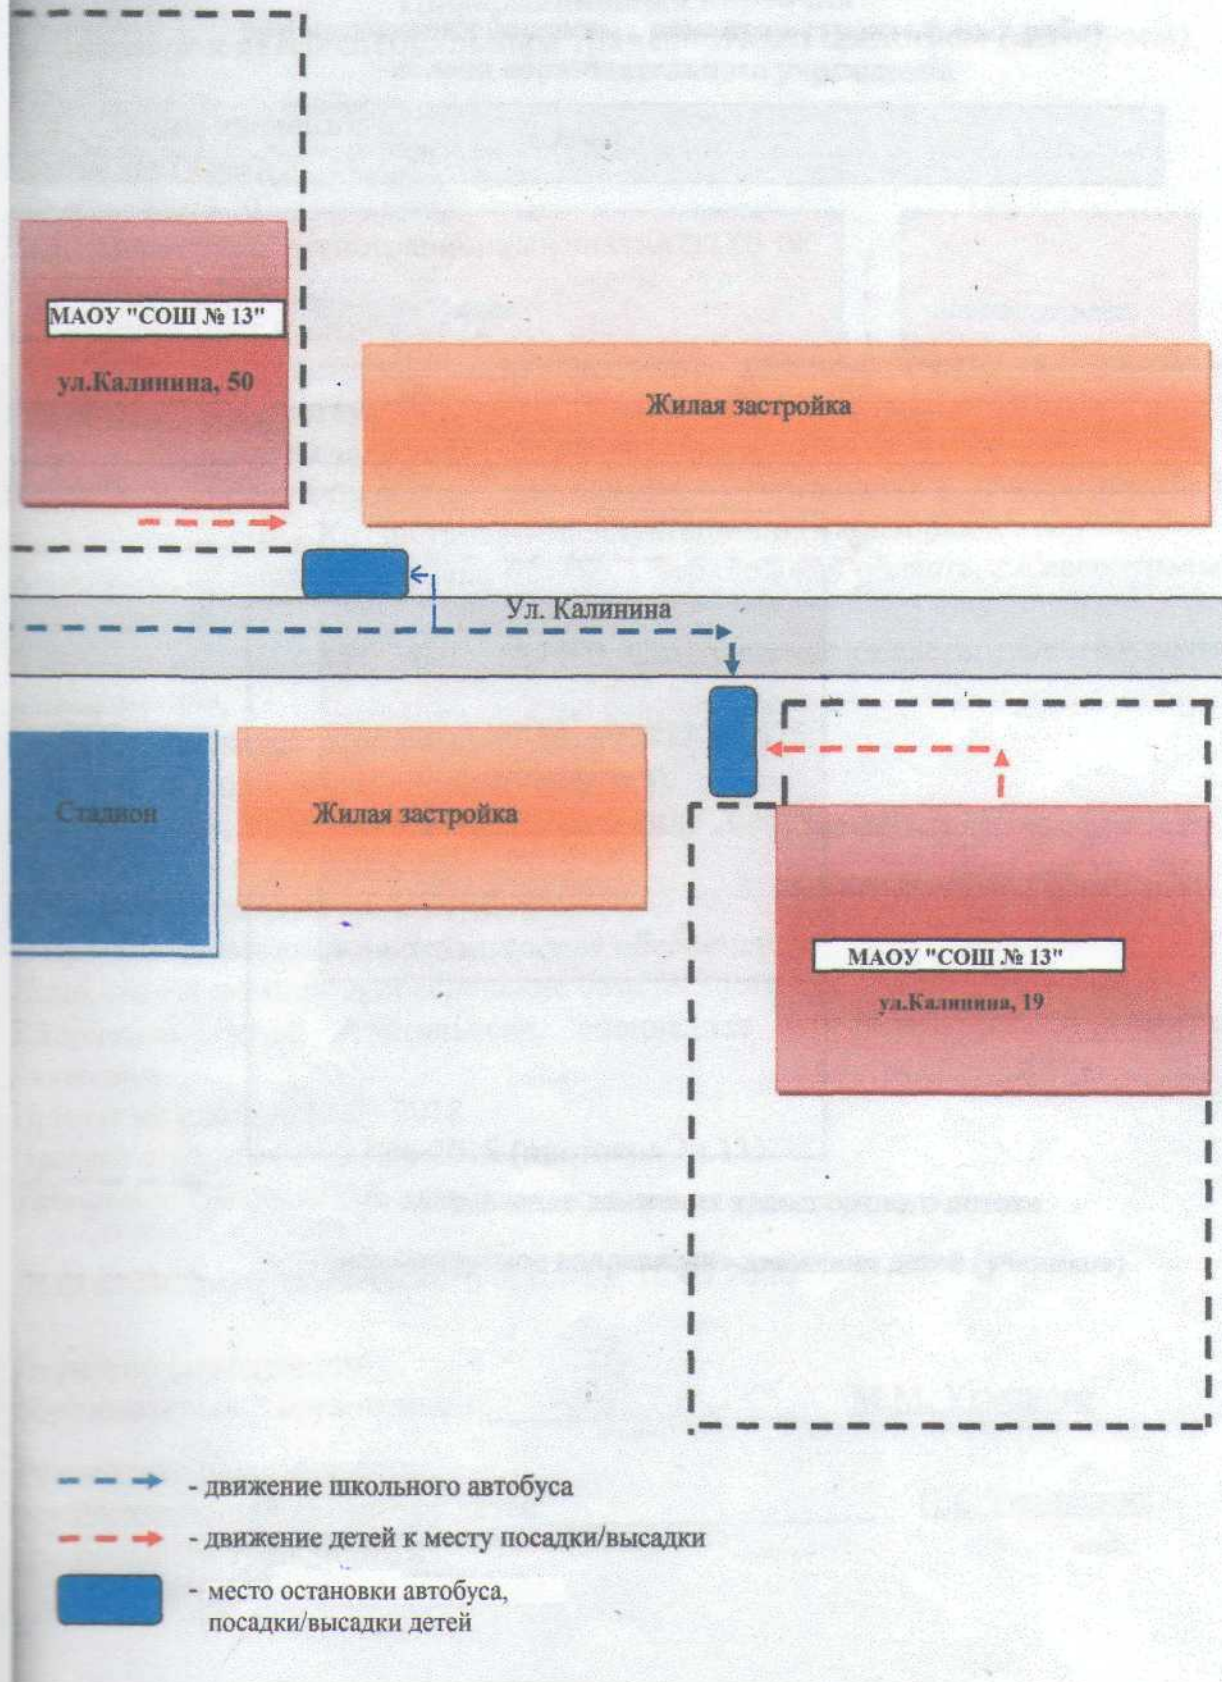 МАОУ "СОШ № 13"
ул.Калинина, 50
Жилая застройка
Ул. Калинина
Стадион
Жилая застройка
МАОУ "СОШ № 13"
ул.Калинина, 19
- движение школьного автобуса
- движение детей к месту посадки/высадки
- место остановки автобуса,
посадки/высадки детей